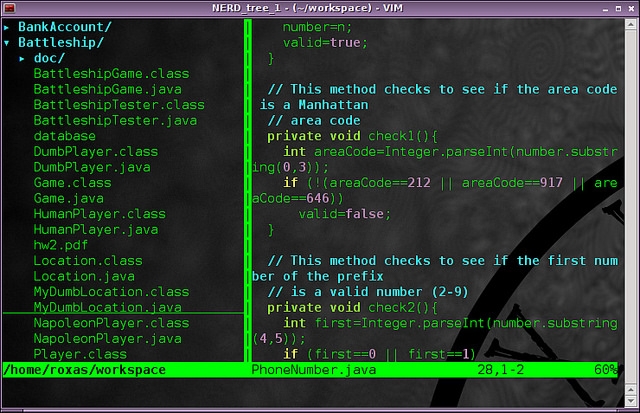 NERD_tree_1 - (~/workspace) - VIM
▸ BankAccount/
▾ Battleship/
▸ doc/
BattleshipGame.class
BattleshipGame.java
BattleshipTester.class
BattleshipTester.java
database
DumbPlayer.class
DumbPlayer.java
Game.class
Game.java
HumanPlayer.class
HumanPlayer.java
hw2.pdf
Location.class
Location.java
MyDumbLocation.class
MyDumbLocation.java
NapoleonPlayer.class
NapoleonPlayer.java
Player.class
/home/roxas/workspace
number=n;
valid=true;
}
// This method checks to see if the area code
is a Manhattan
// area code
private void check1(){
int areaCode=Integer.parseInt(number.substr
ing(0,3));
if (!(areaCode==212 || areaCode==917 || are
aCode==646))
valid=false;
}
// This method checks to see if the first num
ber of the prefix
// is a valid number (2-9)
private void check2(){
int first=Integer.parseInt(number.substring
(4,5));
if (first==0 || first==1)
PhoneNumber.java 28,1-2 60%